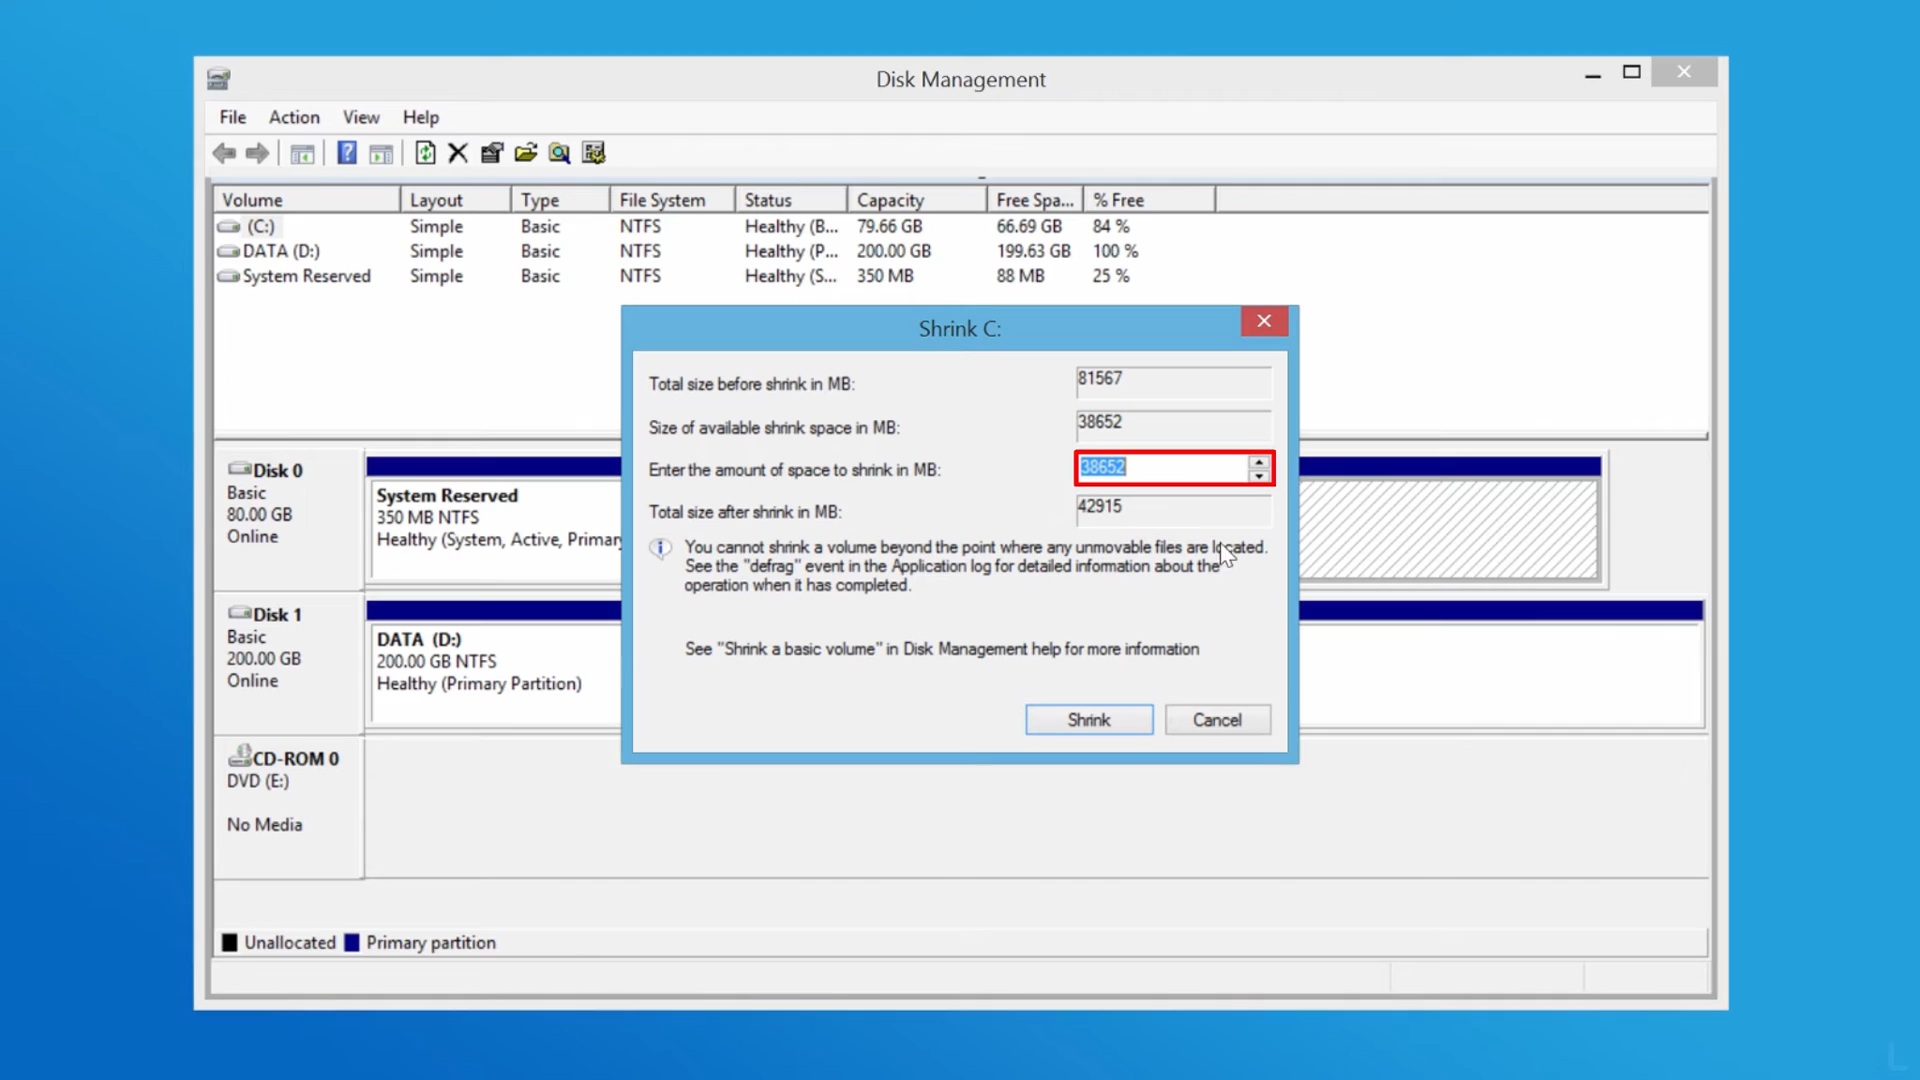 Disk Management
File Action View Help
Volume Layout Type File System Status Capacity Free Spa... % Free
(C:) Simple Basic NTFS Healthy (B... 79.66 GB 66.69 GB 84 %
DATA (D:) Simple Basic NTFS Healthy (P... 200.00 GB 199.63 GB 100 %
System Reserved Simple Basic NTFS Healthy (S... 350 MB 88 MB 25 %
Shrink C:
Total size before shrink in MB: 81567
Size of available shrink space in MB: 38652
Enter the amount of space to shrink in MB: 38652
Total size after shrink in MB: 42915
You cannot shrink a volume beyond the point where any unmovable files are located.
See the "defrag" event in the Application log for detailed information about the
operation when it has completed.
See "Shrink a basic volume" in Disk Management help for more information
Shrink Cancel
Disk 0
Basic
80.00 GB
Online
System Reserved
350 MB NTFS
Healthy (System, Active, Primary
Disk 1
Basic
200.00 GB
Online
DATA (D:)
200.00 GB NTFS
Healthy (Primary Partition)
CD-ROM 0
DVD (E:)
No Media
Unallocated Primary partition